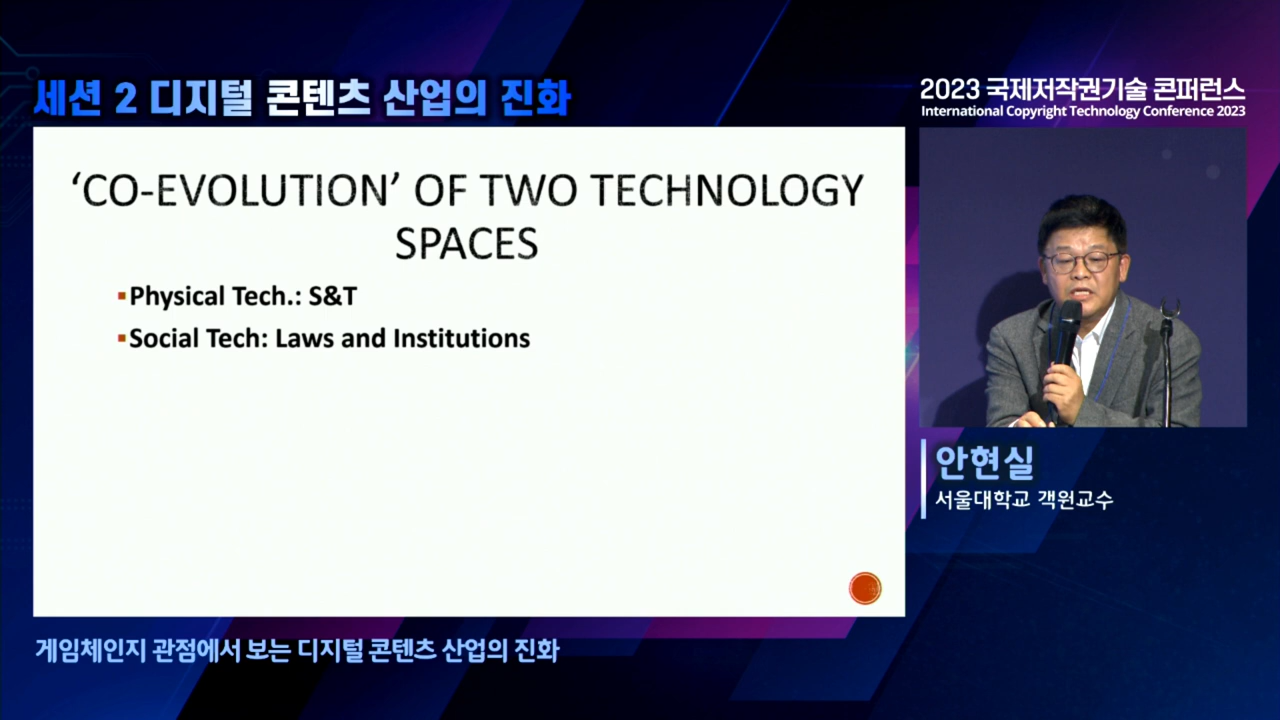 세션 2 디지털 콘텐츠 산업의 진화
2023 국제저작권기술 콘퍼런스
International Copyright Technology Conference 2023
‘CO-EVOLUTION’ OF TWO TECHNOLOGY
SPACES
▪Physical Tech.: S&T
▪Social Tech: Laws and Institutions
안현실
서울대학교 객원교수
게임체인지 관점에서 보는 디지털 콘텐츠 산업의 진화